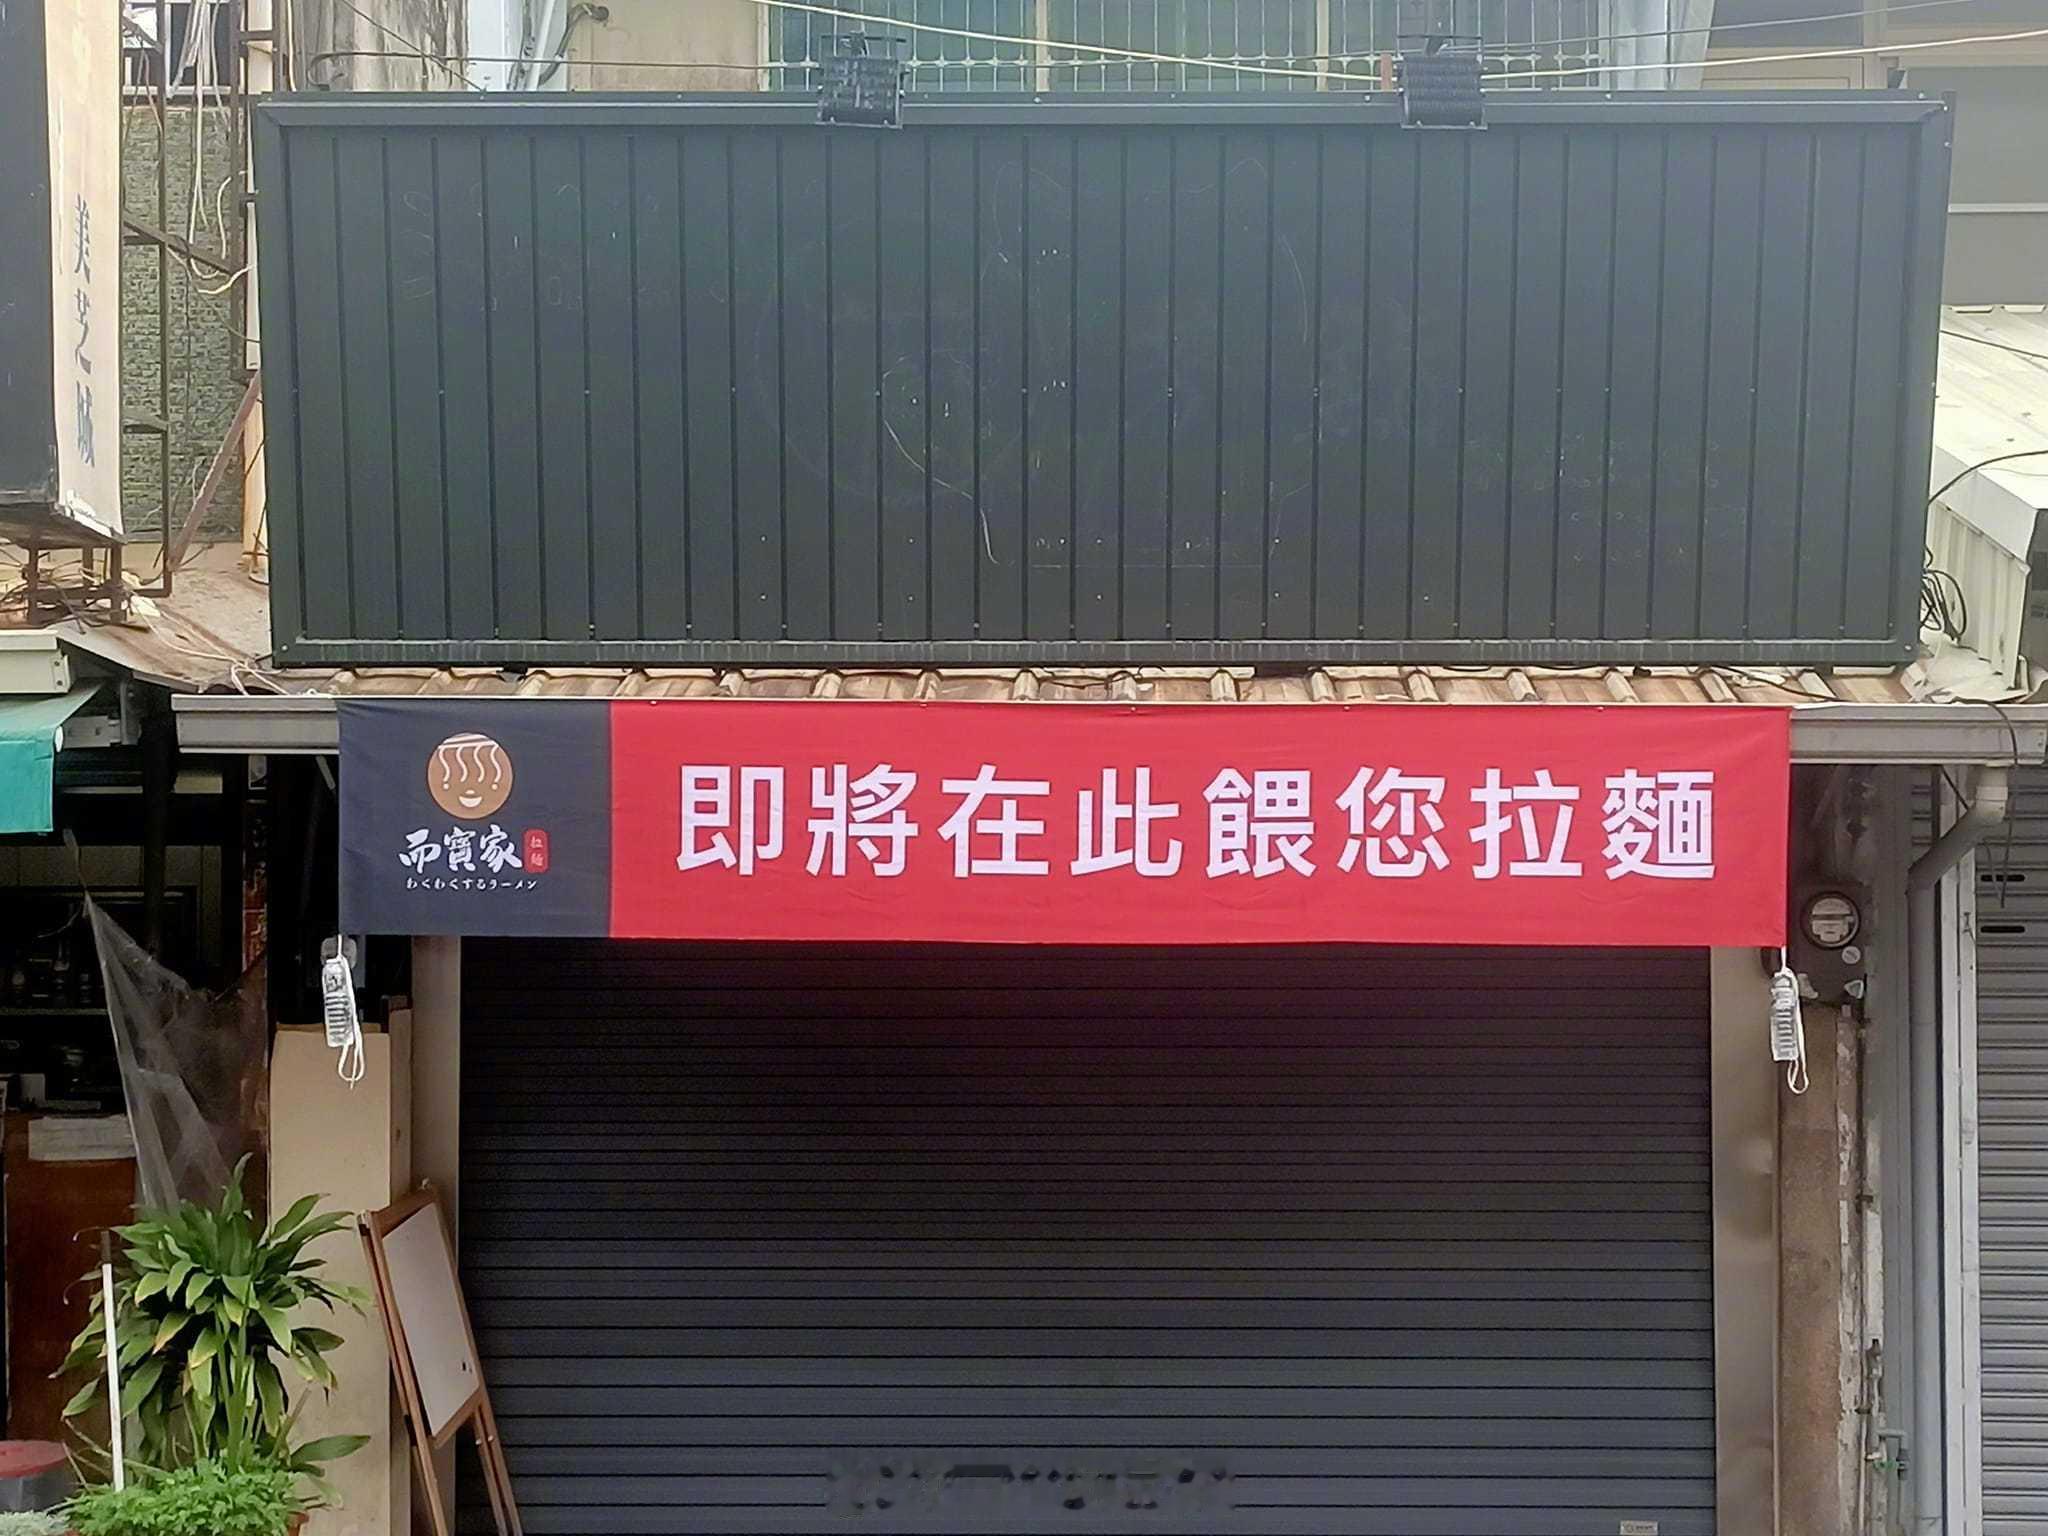 美芝城
即將在此餵您拉麵
而寶家
拉麵
わくわくするラーメン